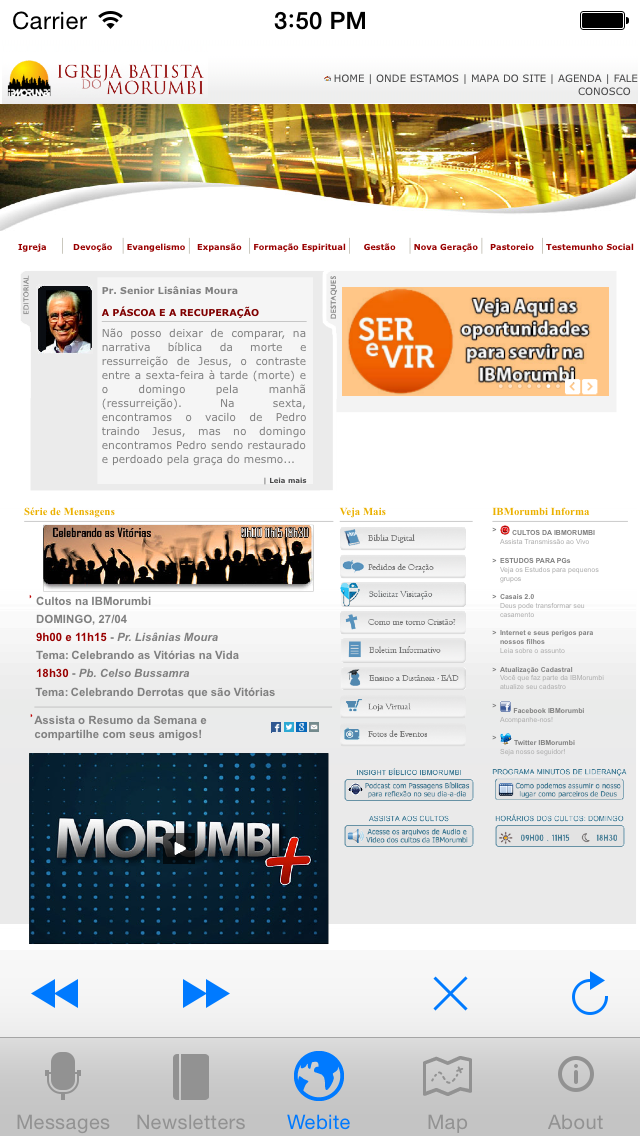 Carrier 3:50 PM
IGREJA BATISTA
DO MORUMBI
IBMORUMBI
HOME | ONDE ESTAMOS | MAPA DO SITE | AGENDA | FALE
CONOSCO
Igreja Devoção Evangelismo Expansão Formação Espiritual Gestão Nova Geração Pastoreio Testemunho Social
EDITORIAL
Pr. Senior Lisânias Moura
A PÁSCOA E A RECUPERAÇÃO
Não posso deixar de comparar, na
narrativa bíblica da morte e
ressurreição de Jesus, o contraste
entre a sexta-feira à tarde (morte) e
o domingo pela manhã
(ressurreição). Na sexta,
encontramos o vacilo de Pedro
traindo Jesus, mas no domingo
encontramos Pedro sendo restaurado
e perdoado pela graça do mesmo...
| Leia mais
DESTAQUES
SER
e VIR
Veja Aqui as
oportunidades
para servir na
IBMorumbi
Série de Mensagens
Celebrando as Vitórias 9H00 11H15 18H30
Cultos na IBMorumbi
DOMINGO, 27/04
9h00 e 11h15 - Pr. Lisânias Moura
Tema: Celebrando as Vitórias na Vida
18h30 - Pb. Celso Bussamra
Tema: Celebrando Derrotas que são Vitórias
Assista o Resumo da Semana e
compartilhe com seus amigos!
MORUMBI+
Veja Mais
Bíblia Digital
Pedidos de Oração
Solicitar Visitação
Como me torno Cristão?
Boletim Informativo
Ensino a Distânsia - EAD
Loja Virtual
Fotos de Eventos
INSIGHT BÍBLICO IBMORUMBI
Podcast com Passagens Bíblicas
para reflexão no seu dia-a-dia
ASSISTA AOS CULTOS
Acesse os arquivos de Áudio e
Vídeo dos cultos da IBMorumbi
IBMorumbi Informa
> CULTOS DA IBMORUMBI
Assista Transmissão ao Vivo
> ESTUDOS PARA PGs
Veja os Estudos para pequenos
grupos
> Casais 2.0
Deus pode transformar seu
casamento
> Internet e seus perigos para
nossos filhos
Leia sobre o assunto
> Atualização Cadastral
Você que faz parte da IBMorumbi
atualize seu cadastro
> Facebook IBMorumbi
Acompanhe-nos!
> Twitter IBMorumbi
Seja nosso seguidor!
PROGRAMA MINUTOS DE LIDERANÇA
Como podemos assumir o nosso
lugar como parceiros de Deus
HORÁRIOS DOS CULTOS: DOMINGO
09H00 . 11H15 18H30
Messages Newsletters Webite Map About